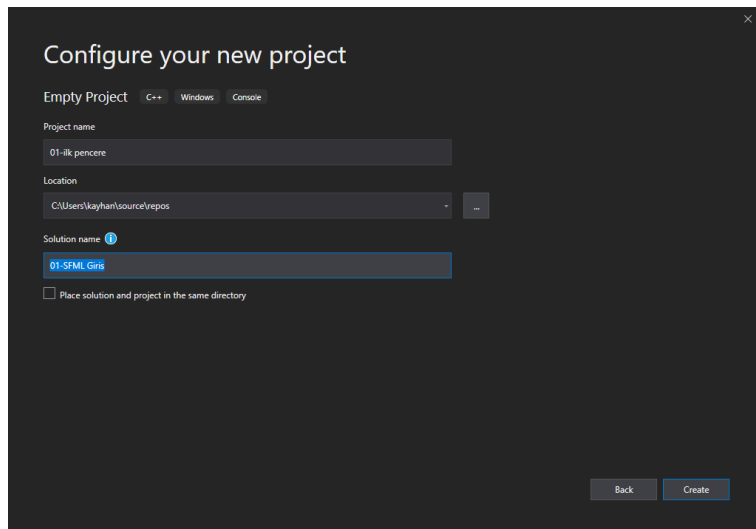 Configure your new project
Empty Project C++ Windows Console
Project name
01-ilk pencere
Location
C:\Users\kayhan\source\repos
...
Solution name
01-SFML Giris
Place solution and project in the same directory
Back Create